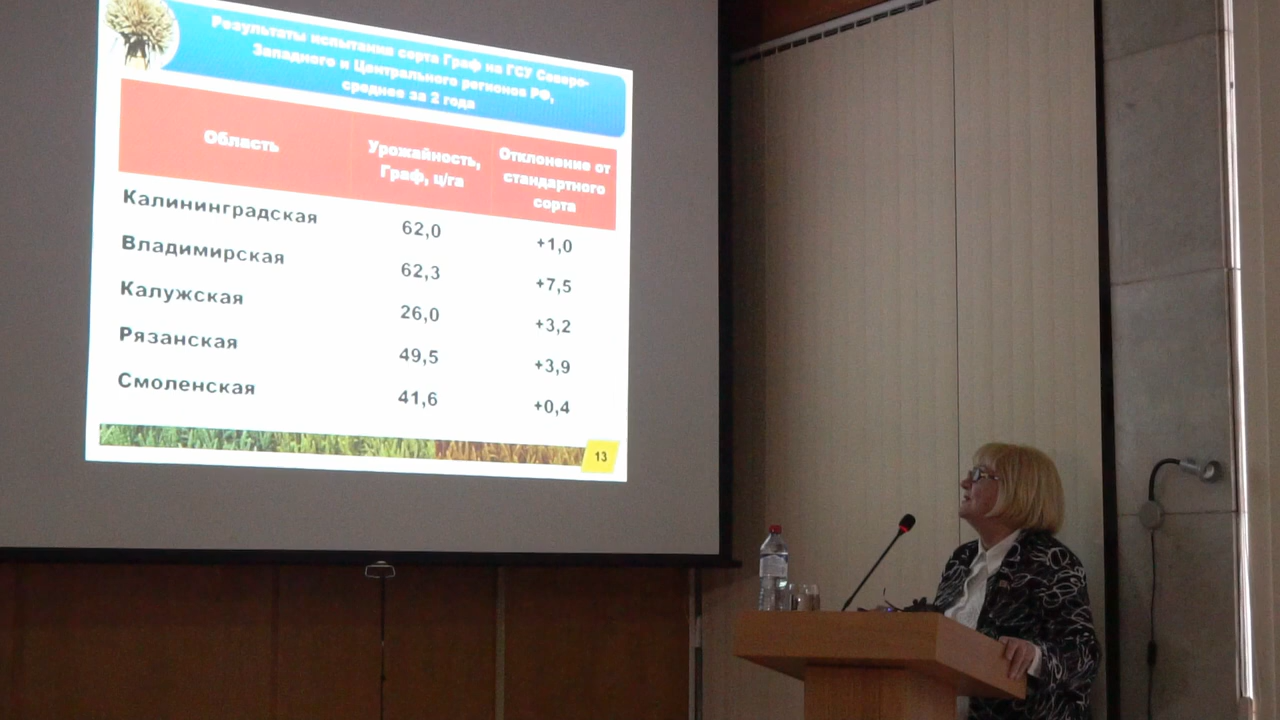 Результаты испытания сорта Граф на ГСУ Северо-
Западного и Центрального регионов РФ,
среднее за 2 года
Область Урожайность, Граф, ц/га Отклонение от стандартного сорта
Калининградская 62,0 +1,0
Владимирская 62,3 +7,5
Калужская 26,0 +3,2
Рязанская 49,5 +3,9
Смоленская 41,6 +0,4
13